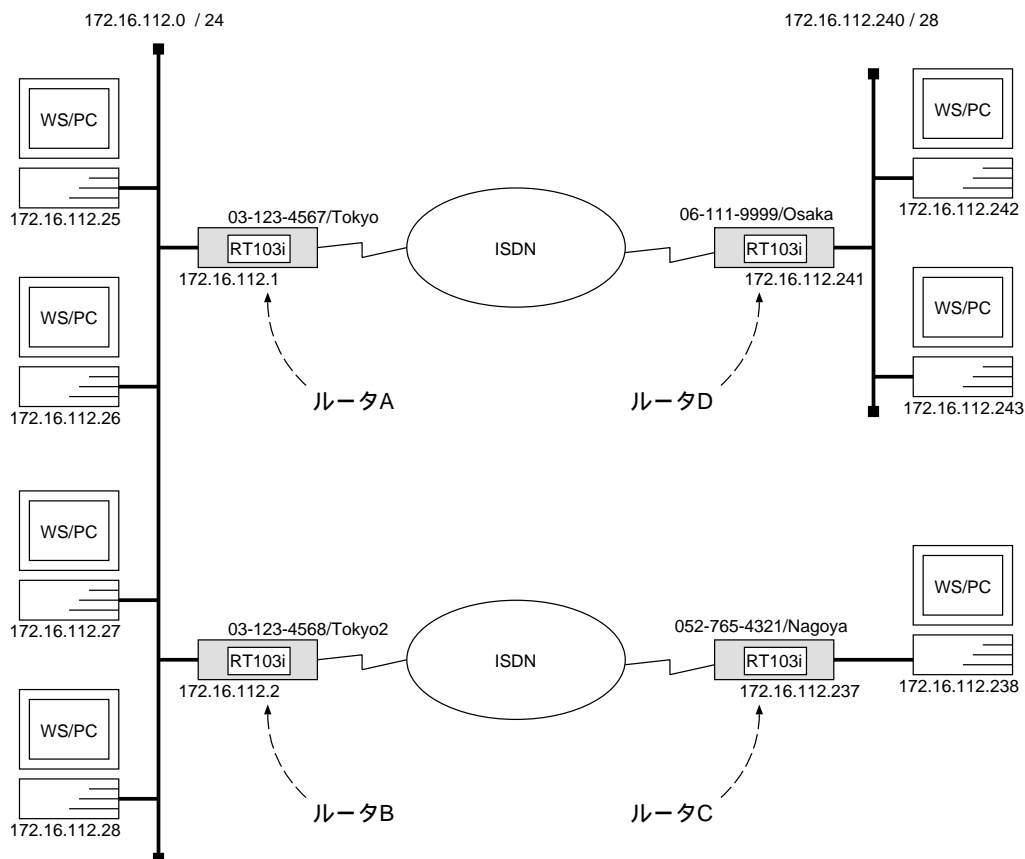 172.16.112.0 / 24
172.16.112.240 / 28
WS/PC
172.16.112.25
WS/PC
172.16.112.242
03-123-4567/Tokyo
RT103i
172.16.112.1
ISDN
06-111-9999/Osaka
RT103i
172.16.112.241
WS/PC
172.16.112.26
WS/PC
172.16.112.243
ルータA
ルータD
WS/PC
172.16.112.27
WS/PC
172.16.112.238
03-123-4568/Tokyo2
RT103i
172.16.112.2
ISDN
052-765-4321/Nagoya
RT103i
172.16.112.237
WS/PC
172.16.112.28
ルータB
ルータC